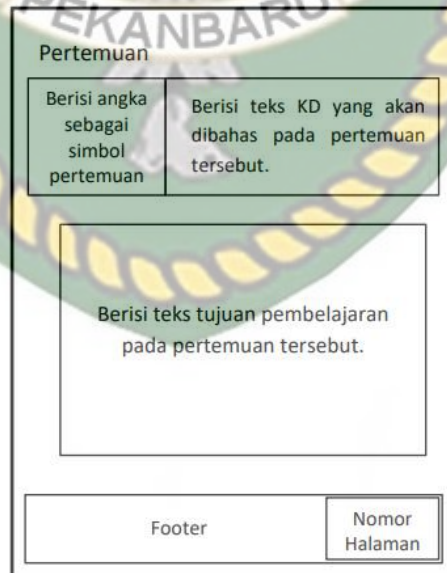 PEKANBARU
Pertemuan
Berisi angka
sebagai
simbol
pertemuan
Berisi teks KD yang akan
dibahas pada pertemuan
tersebut.
Berisi teks tujuan pembelajaran
pada pertemuan tersebut.
Footer
Nomor
Halaman